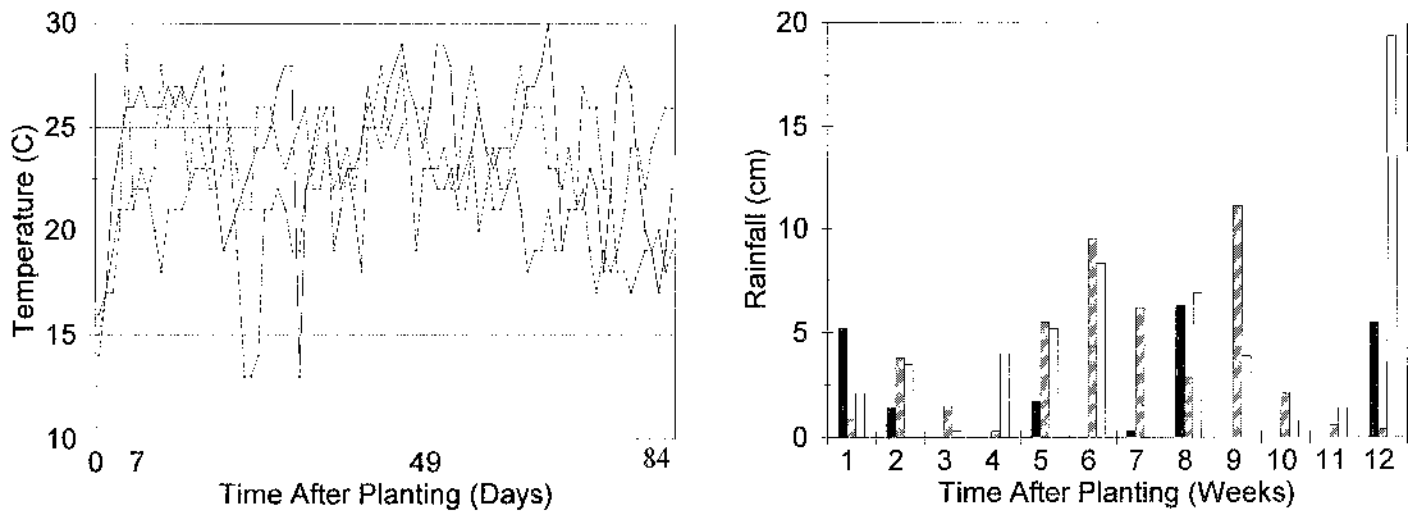 30
25
20
15
10
Temperature (C)
0 7 49 84
Time After Planting (Days)
20
15
10
5
0
Rainfall (cm)
1 2 3 4 5 6 7 8 9 10 11 12
Time After Planting (Weeks)